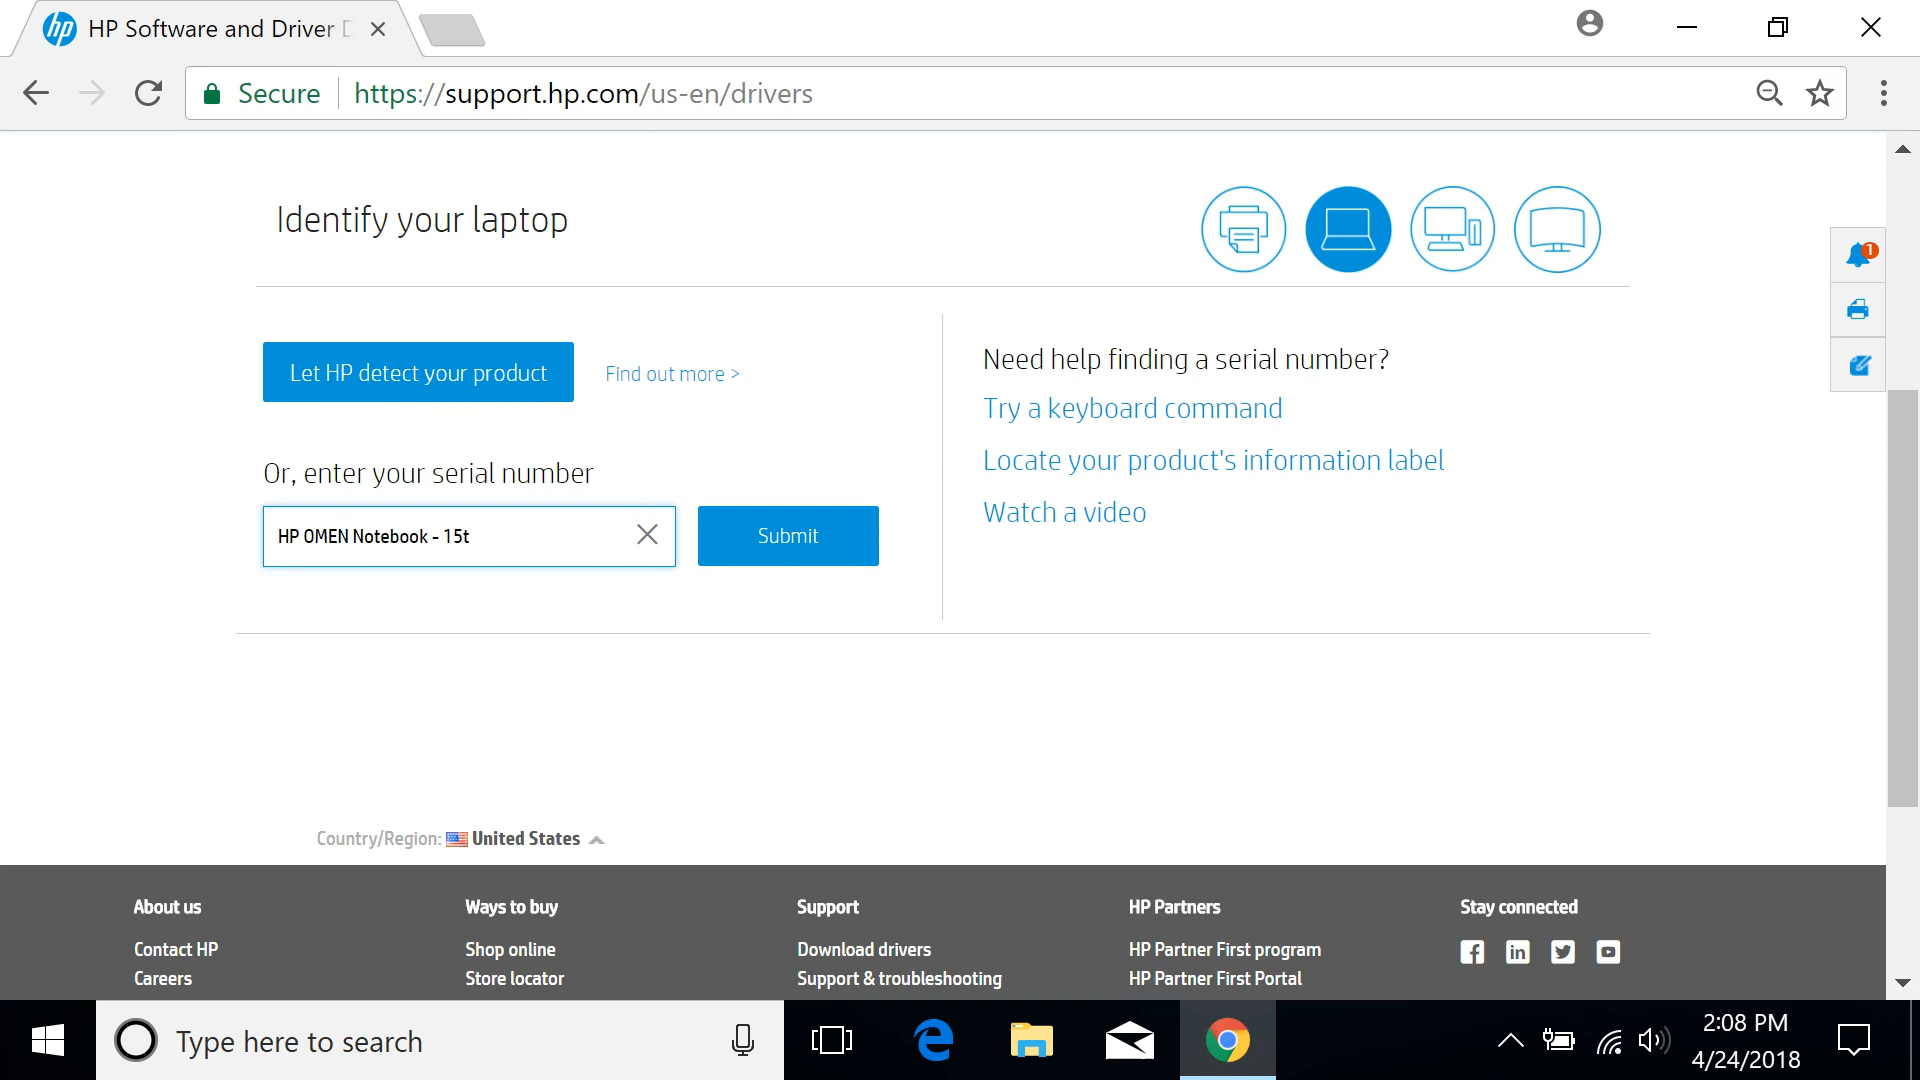 hp HP Software and Driver D
Secure https://support.hp.com/us-en/drivers
Identify your laptop
1
Let HP detect your product
Find out more >
Or, enter your serial number
HP OMEN Notebook - 15t
Submit
Need help finding a serial number?
Try a keyboard command
Locate your product's information label
Watch a video
Country/Region: United States
About us
Contact HP
Careers
Ways to buy
Shop online
Store locator
Support
Download drivers
Support & troubleshooting
HP Partners
HP Partner First program
HP Partner First Portal
Stay connected
Type here to search
2:08 PM
4/24/2018